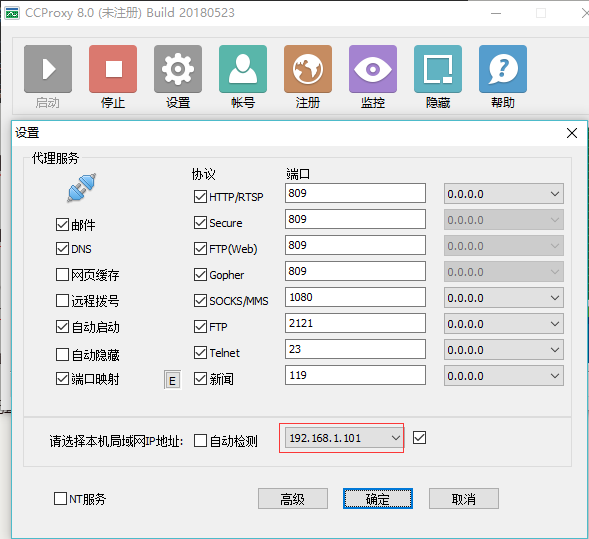 CCProxy 8.0 (未注册) Build 20180523
启动 停止 设置 帐号 注册 监控 隐藏 帮助
设置
代理服务
协议 端口
HTTP/RTSP 809 0.0.0.0
邮件 Secure 809 0.0.0.0
DNS FTP(Web) 809 0.0.0.0
网页缓存 Gopher 809 0.0.0.0
远程拨号 SOCKS/MMS 1080 0.0.0.0
自动启动 FTP 2121 0.0.0.0
自动隐藏 Telnet 23 0.0.0.0
端口映射 E 新闻 119 0.0.0.0
请选择本机局域网IP地址: 自动检测 192.168.1.101
NT服务 高级 确定 取消